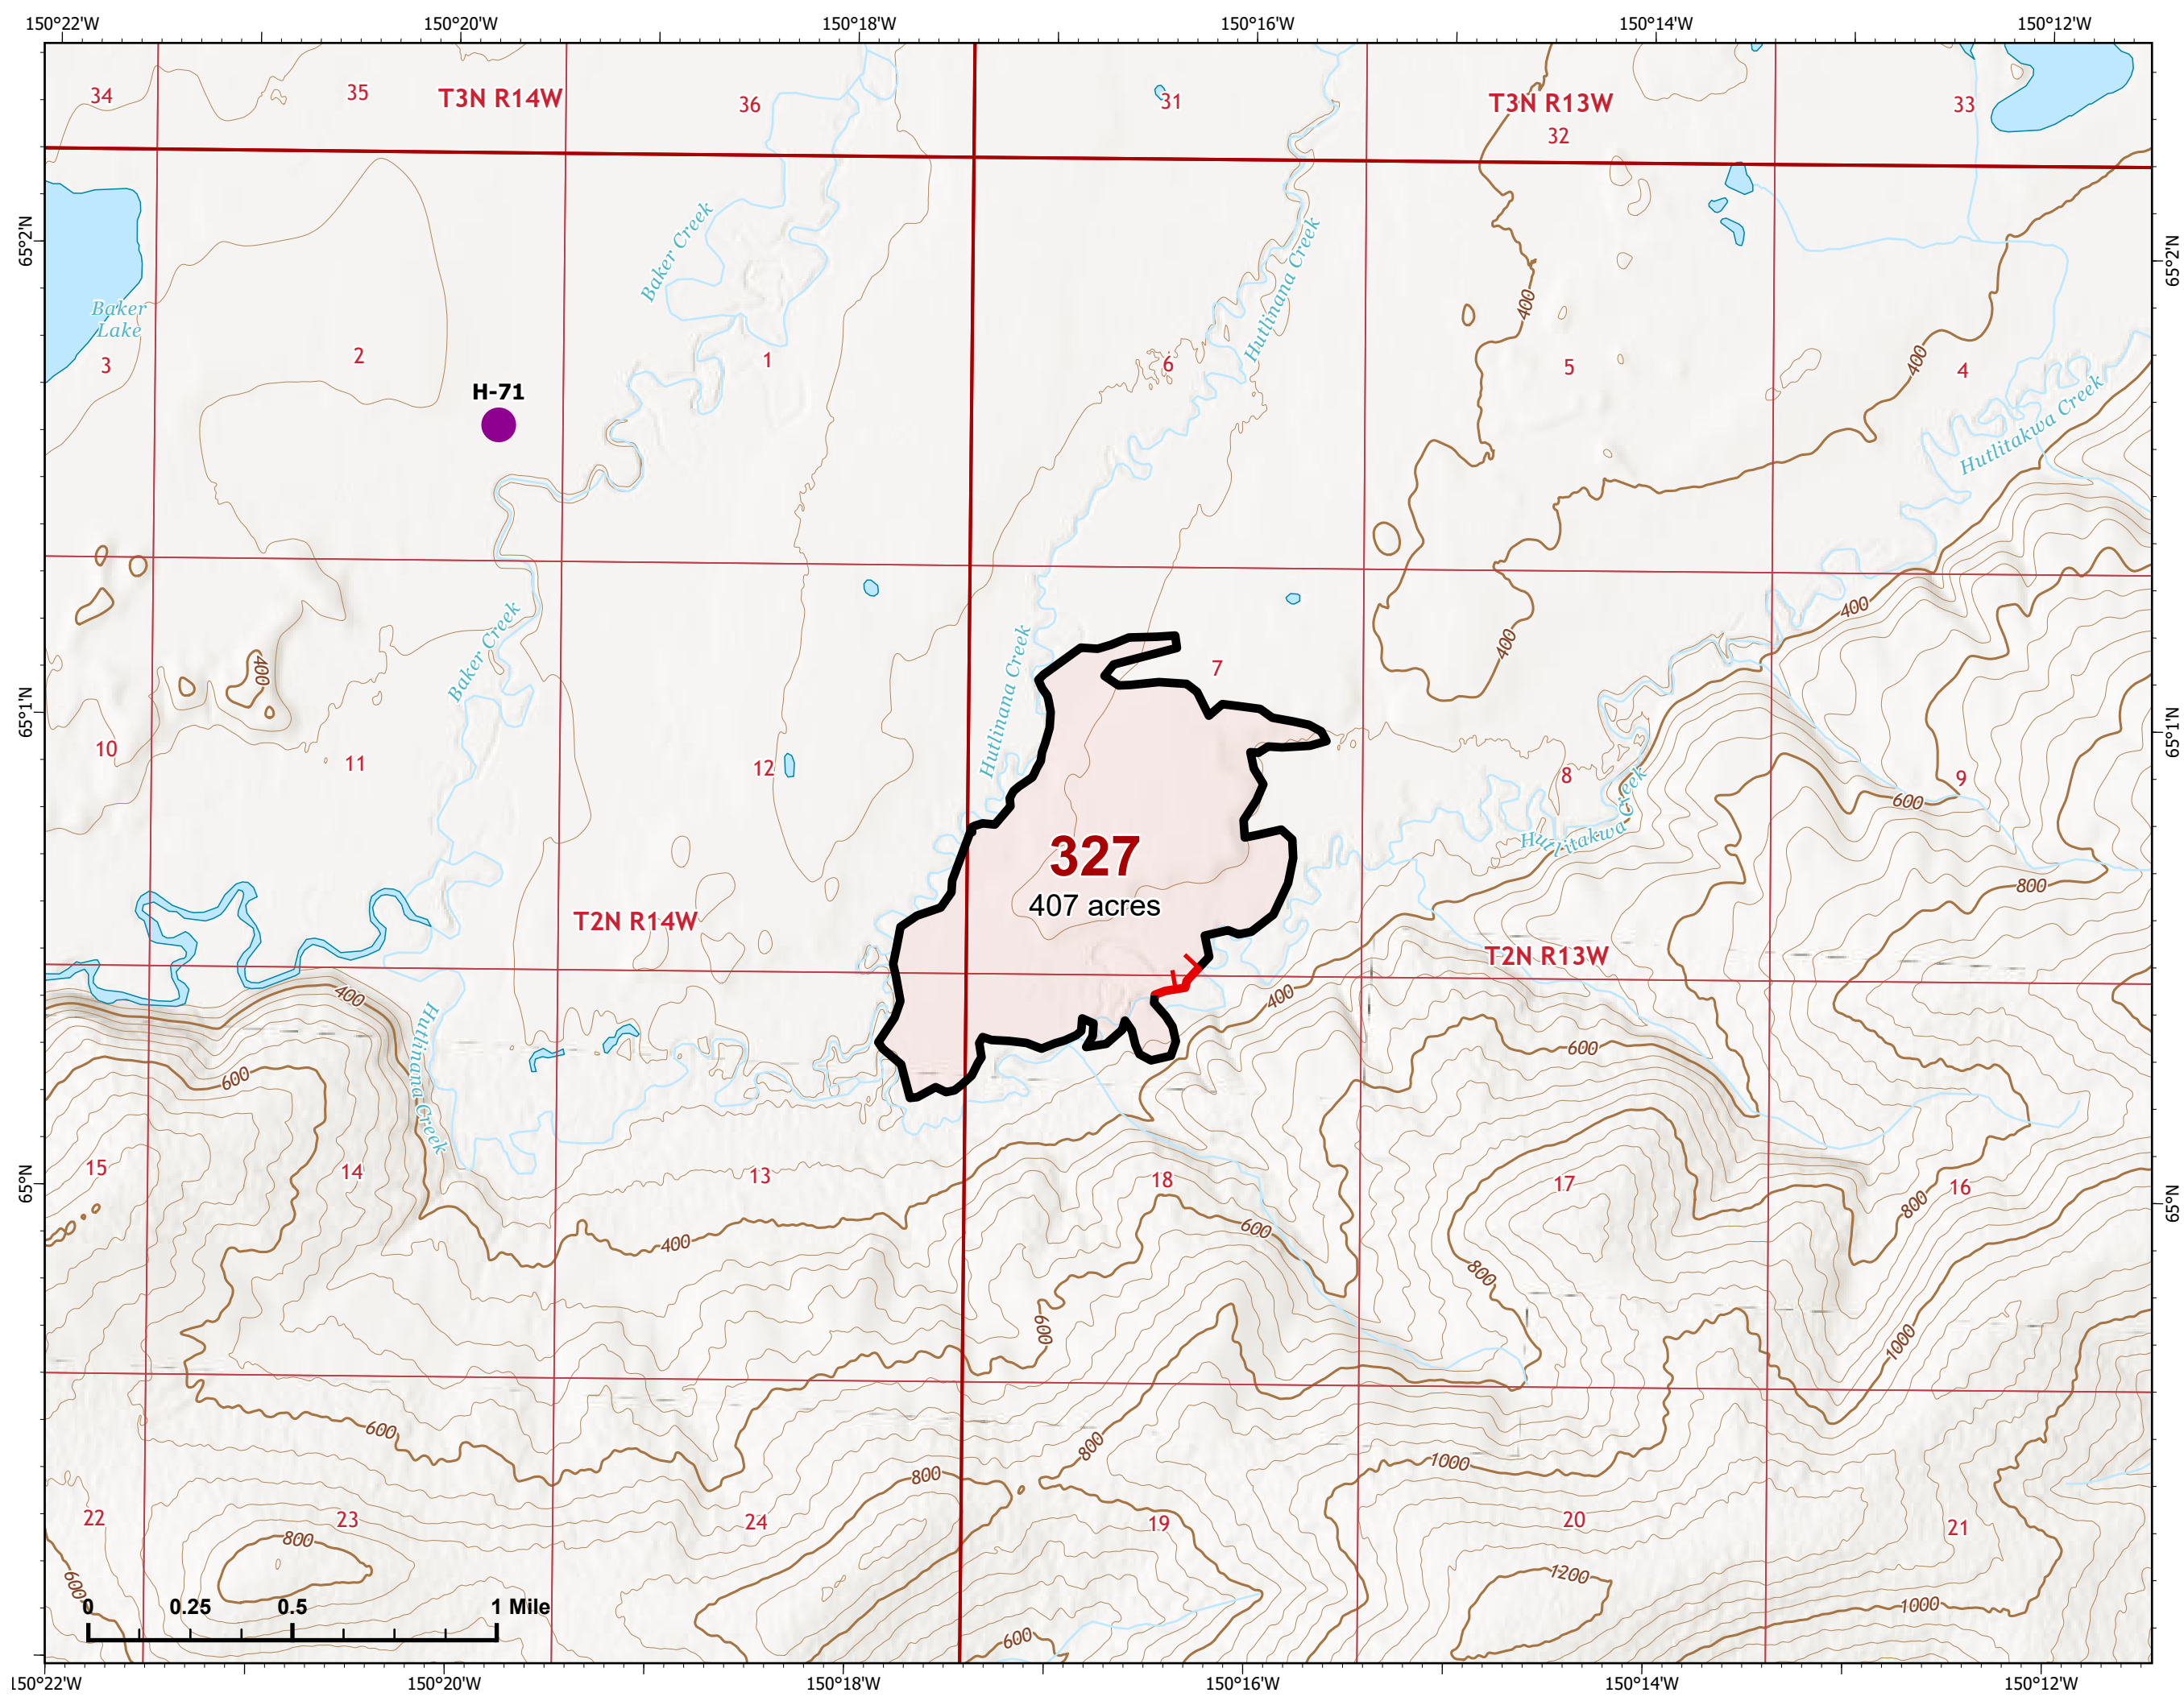 150°22'W 150°20'W 150°18'W 150°16'W 150°14'W 150°12'W
34 35 T3N R14W 36 31 T3N R13W 32 33
65°2'N
65°2'N
Baker Creek
Hutlinana Creek
Baker
Lake
400
400
3 2 1 6 5 4
H-71
Hutlitakwa Creek
Baker Creek
Hutlinana Creek
400
400
400
7
65°1'N
65°1'N
10 11 12 8 9
600
Hutlitakwa Creek
327
407 acres
800
T2N R14W
T2N R13W
400
400
Hutlinana Creek
600
600
15 14 13 18 17 16
65°N
65°N
800
400
600
800
600
1000
600
800
800
1000
22 23 24 19 20 21
800
1200
600
1000
600
0 0.25 0.5 1 Mile
150°22'W 150°20'W 150°18'W 150°16'W 150°14'W 150°12'W